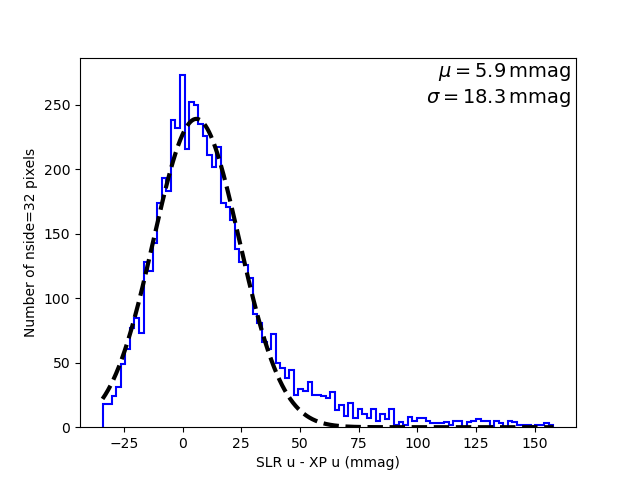 μ = 5.9 mmag
σ = 18.3 mmag
250
200
150
100
50
0
Number of nside=32 pixels
−25 0 25 50 75 100 125 150
SLR u - XP u (mmag)